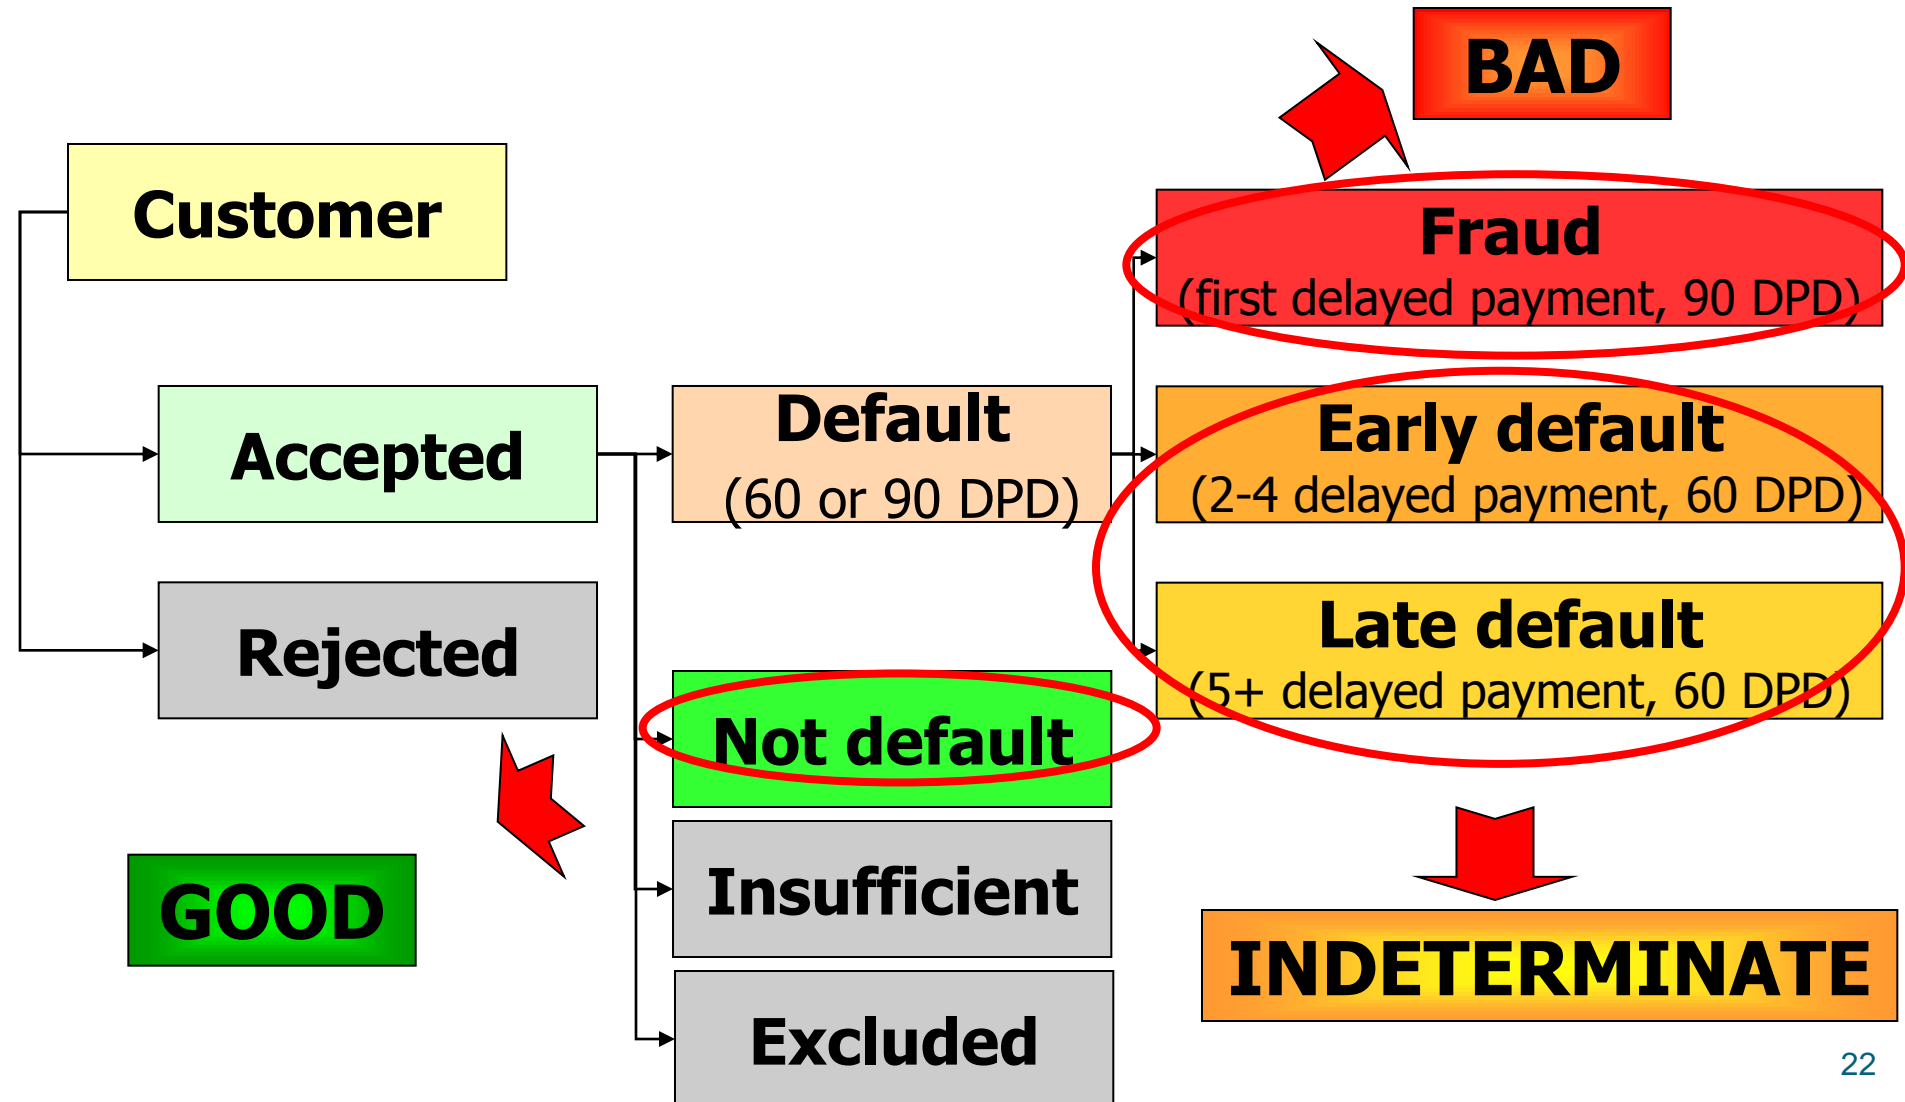 BAD
Customer
Fraud
(first delayed payment, 90 DPD)
Accepted
Default
(60 or 90 DPD)
Early default
(2-4 delayed payment, 60 DPD)
Rejected
Late default
(5+ delayed payment, 60 DPD)
Not default
GOOD
Insufficient
INDETERMINATE
Excluded
22